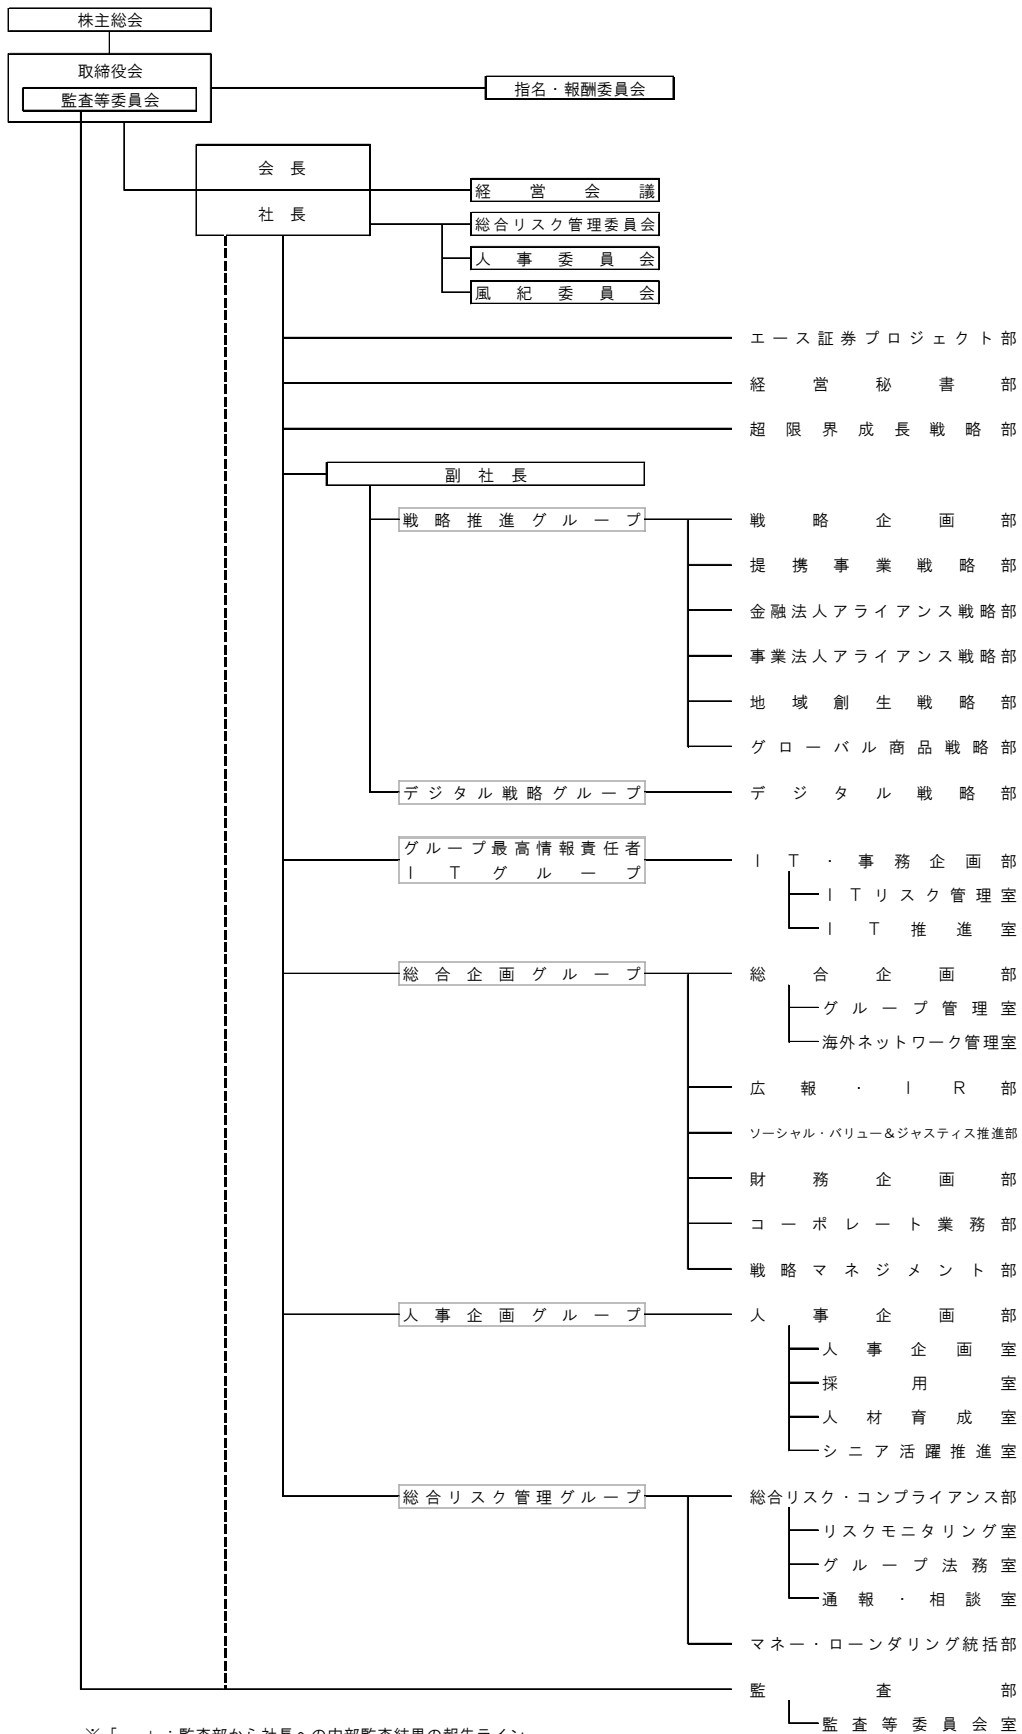 株主総会
取締役会
監査等委員会
指名・報酬委員会
会長
社長
経営会議
総合リスク管理委員会
人事委員会
風紀委員会
エース証券プロジェクト部
経営秘書部
超限界成長戦略部
副社長
戦略推進グループ
戦略企画部
提携事業戦略部
金融法人アライアンス戦略部
事業法人アライアンス戦略部
地域創生戦略部
グローバル商品戦略部
デジタル戦略グループ
デジタル戦略部
グループ最高情報責任者
ITグループ
IT・事務企画部
ITリスク管理室
IT推進室
総合企画グループ
総合企画部
グループ管理室
海外ネットワーク管理室
広報・IR部
ソーシャル・バリュー&ジャスティス推進部
財務企画部
コーポレート業務部
戦略マネジメント部
人事企画グループ
人事企画部
人事企画室
採用室
人材育成室
シニア活躍推進室
総合リスク管理グループ
総合リスク・コンプライアンス部
リスクモニタリング室
グループ法務室
通報・相談室
マネー・ローンダリング統括部
監査部
監査等委員会室